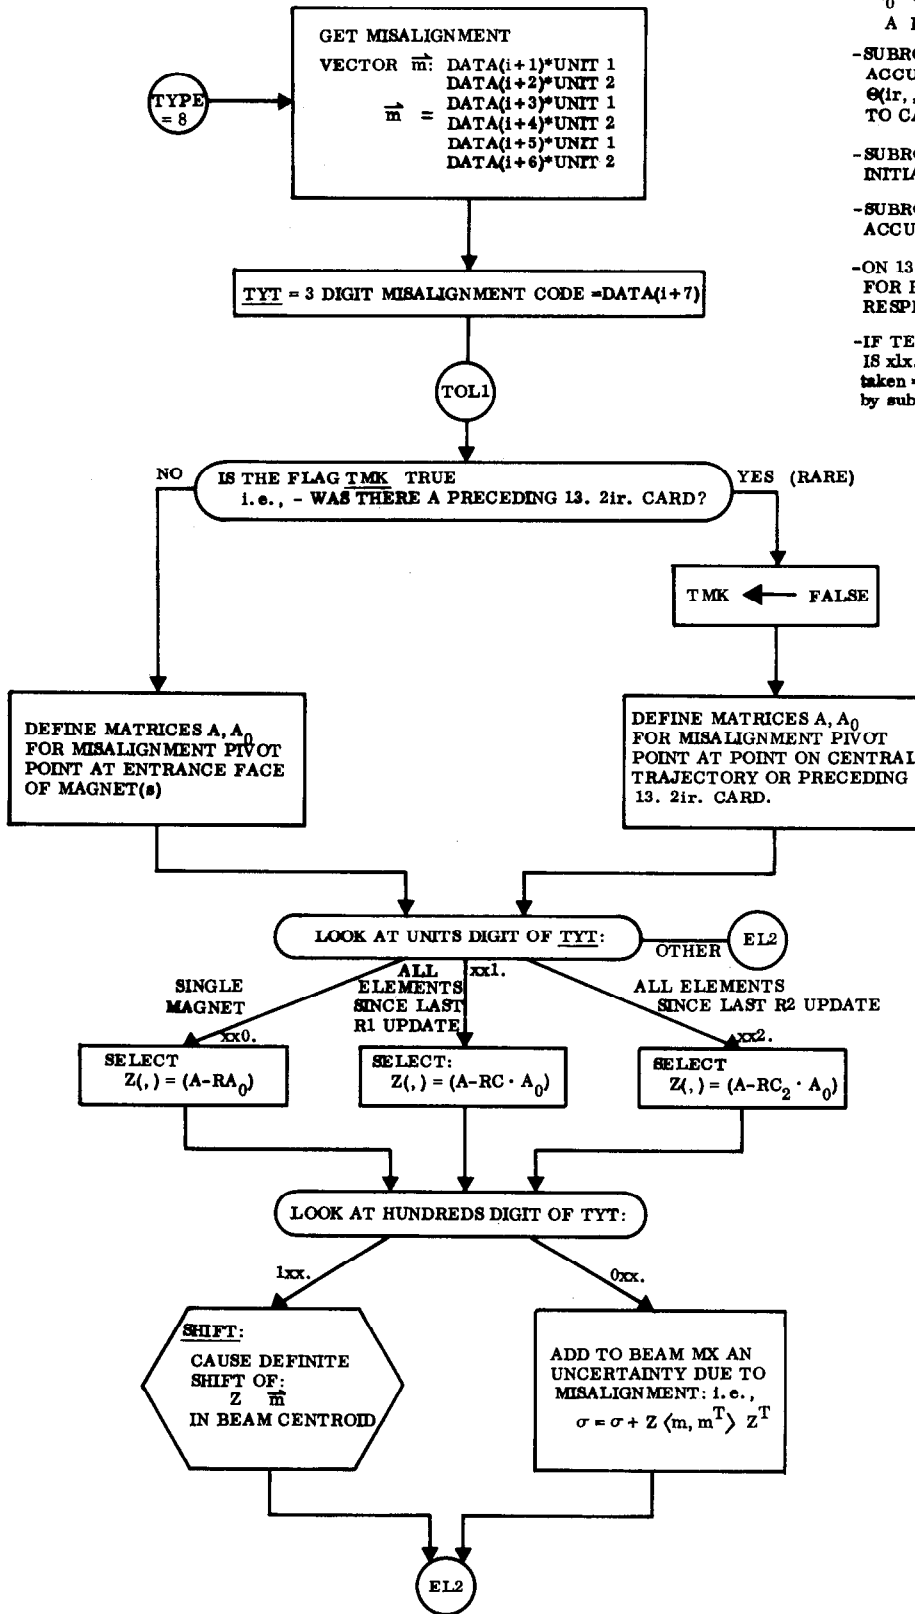 GET MISALIGNMENT
VECTOR m: DATA(i+1)*UNIT 1
DATA(i+2)*UNIT 2
m = DATA(i+3)*UNIT 1
DATA(i+4)*UNIT 2
DATA(i+5)*UNIT 1
DATA(i+6)*UNIT 2
TYPE
= 8
0
A
-SUBRO
ACCU
Θ(ir,
TO CA
-SUBRO
INITIA
-SUBRO
ACCU
-ON 13
FOR
RESP
-IF TE
IS x1x.
taken =
by sub
TYT = 3 DIGIT MISALIGNMENT CODE =DATA(i+7)
TOL1
IS THE FLAG TMK TRUE
i.e., - WAS THERE A PRECEDING 13. 2ir. CARD?
NO
YES (RARE)
TMK ← FALSE
DEFINE MATRICES A, A0
FOR MISALIGNMENT PIVOT
POINT AT ENTRANCE FACE
OF MAGNET(s)
DEFINE MATRICES A, A0
FOR MISALIGNMENT PIVOT
POINT AT POINT ON CENTRAL
TRAJECTORY OR PRECEDING
13. 2ir. CARD.
LOOK AT UNITS DIGIT OF TYT:
OTHER
EL2
SINGLE
MAGNET
xx0.
ALL
ELEMENTS
SINCE LAST
R1 UPDATE
xx1.
ALL ELEMENTS
SINCE LAST R2 UPDATE
xx2.
SELECT
Z(,) = (A-RA0)
SELECT:
Z(,) = (A-RC · A0)
SELECT
Z(,) = (A-RC2 · A0)
LOOK AT HUNDREDS DIGIT OF TYT:
1xx.
0xx.
SHIFT:
CAUSE DEFINITE
SHIFT OF:
Z m
IN BEAM CENTROID
ADD TO BEAM MX AN
UNCERTAINTY DUE TO
MISALIGNMENT: i.e.,
σ = σ + Z ⟨m, m^T⟩ Z^T
EL2